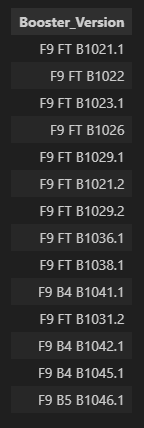 Booster_Version
F9 FT B1021.1
F9 FT B1022
F9 FT B1023.1
F9 FT B1026
F9 FT B1029.1
F9 FT B1021.2
F9 FT B1029.2
F9 FT B1036.1
F9 FT B1038.1
F9 B4 B1041.1
F9 FT B1031.2
F9 B4 B1042.1
F9 B4 B1045.1
F9 B5 B1046.1